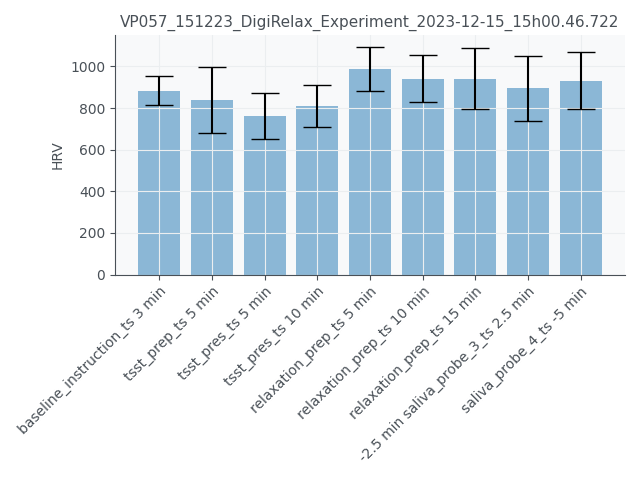 VP057_151223_DigiRelax_Experiment_2023-12-15_15h00.46.722
HRV
1000
800
600
400
200
0
baseline_instruction_ts 3 min
tsst_prep_ts 5 min
tsst_pres_ts 5 min
tsst_pres_ts 10 min
relaxation_prep_ts 5 min
relaxation_prep_ts 10 min
relaxation_prep_ts 15 min
-2.5 min saliva_probe_3_ts 2.5 min
saliva_probe_4_ts -5 min